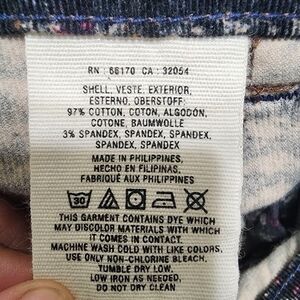 RN : 66170 CA : 32054
SHELL, VESTE, EXTERIOR,
ESTERNO, OBERSTOFF:
97% COTTON, COTON, ALGODÓN,
COTONE, BAUMWOLLE
3% SPANDEX, SPANDEX,
SPANDEX, SPANDEX, SPANDEX
MADE IN PHILIPPINES,
HECHO EN FILIPINAS,
FABRIQUÉ AUX PHILIPPINES
30
THIS GARMENT CONTAINS DYE WHICH
MAY DISCOLOR MATERIALS WITH WHICH
IT COMES IN CONTACT.
MACHINE WASH COLD WITH LIKE COLORS,
USE ONLY NON-CHLORINE BLEACH.
TUMBLE DRY LOW.
LOW IRON AS NEEDED.
DO NOT DRY CLEAN